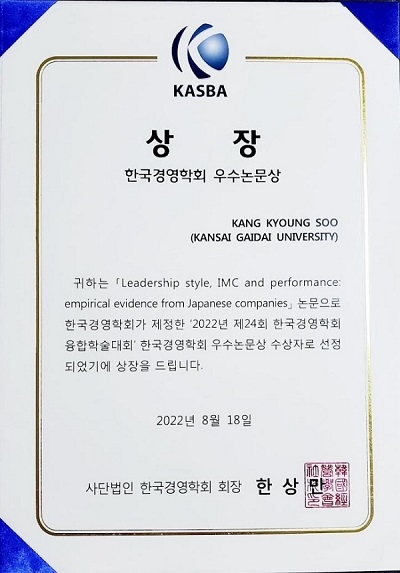 KASBA
상 장
한국경영학회 우수논문상
KANG KYOUNG SOO
(KANSAI GAIDAI UNIVERSITY)
귀하는「Leadership style, IMC and performance:
empirical evidence from Japanese companies」논문으로
한국경영학회가 제정한 '2022년 제24회 한국경영학회
융합학술대회' 한국경영학회 우수논문상 수상자로 선정
되었기에 상장을 드립니다.
2022년 8월 18일
사단법인 한국경영학회 회장 한 상 만